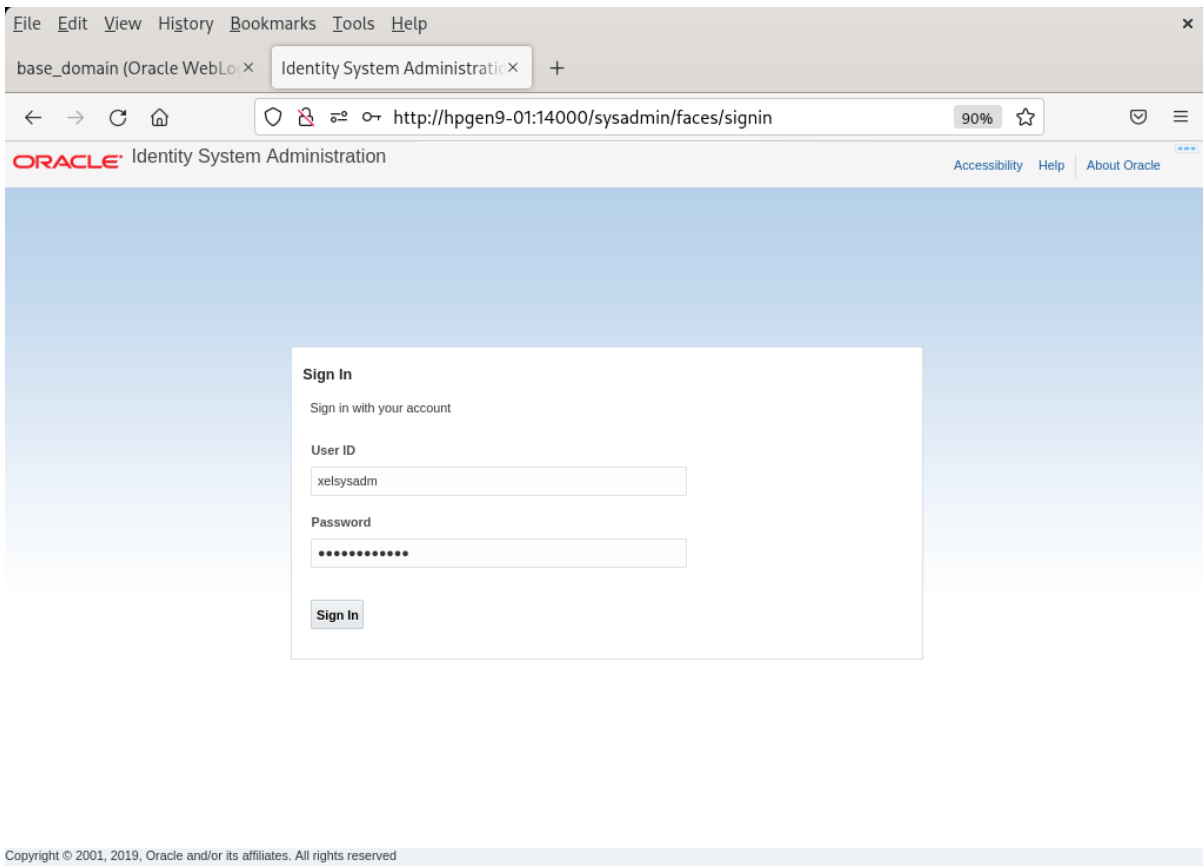 File Edit View History Bookmarks Tools Help
base_domain (Oracle WebLo
Identity System Administratio
http://hpgen9-01:14000/sysadmin/faces/signin
90%
ORACLE Identity System Administration
Accessibility Help About Oracle
Sign In
Sign in with your account
User ID
xelsysadm
Password
Sign In
Copyright © 2001, 2019, Oracle and/or its affiliates. All rights reserved